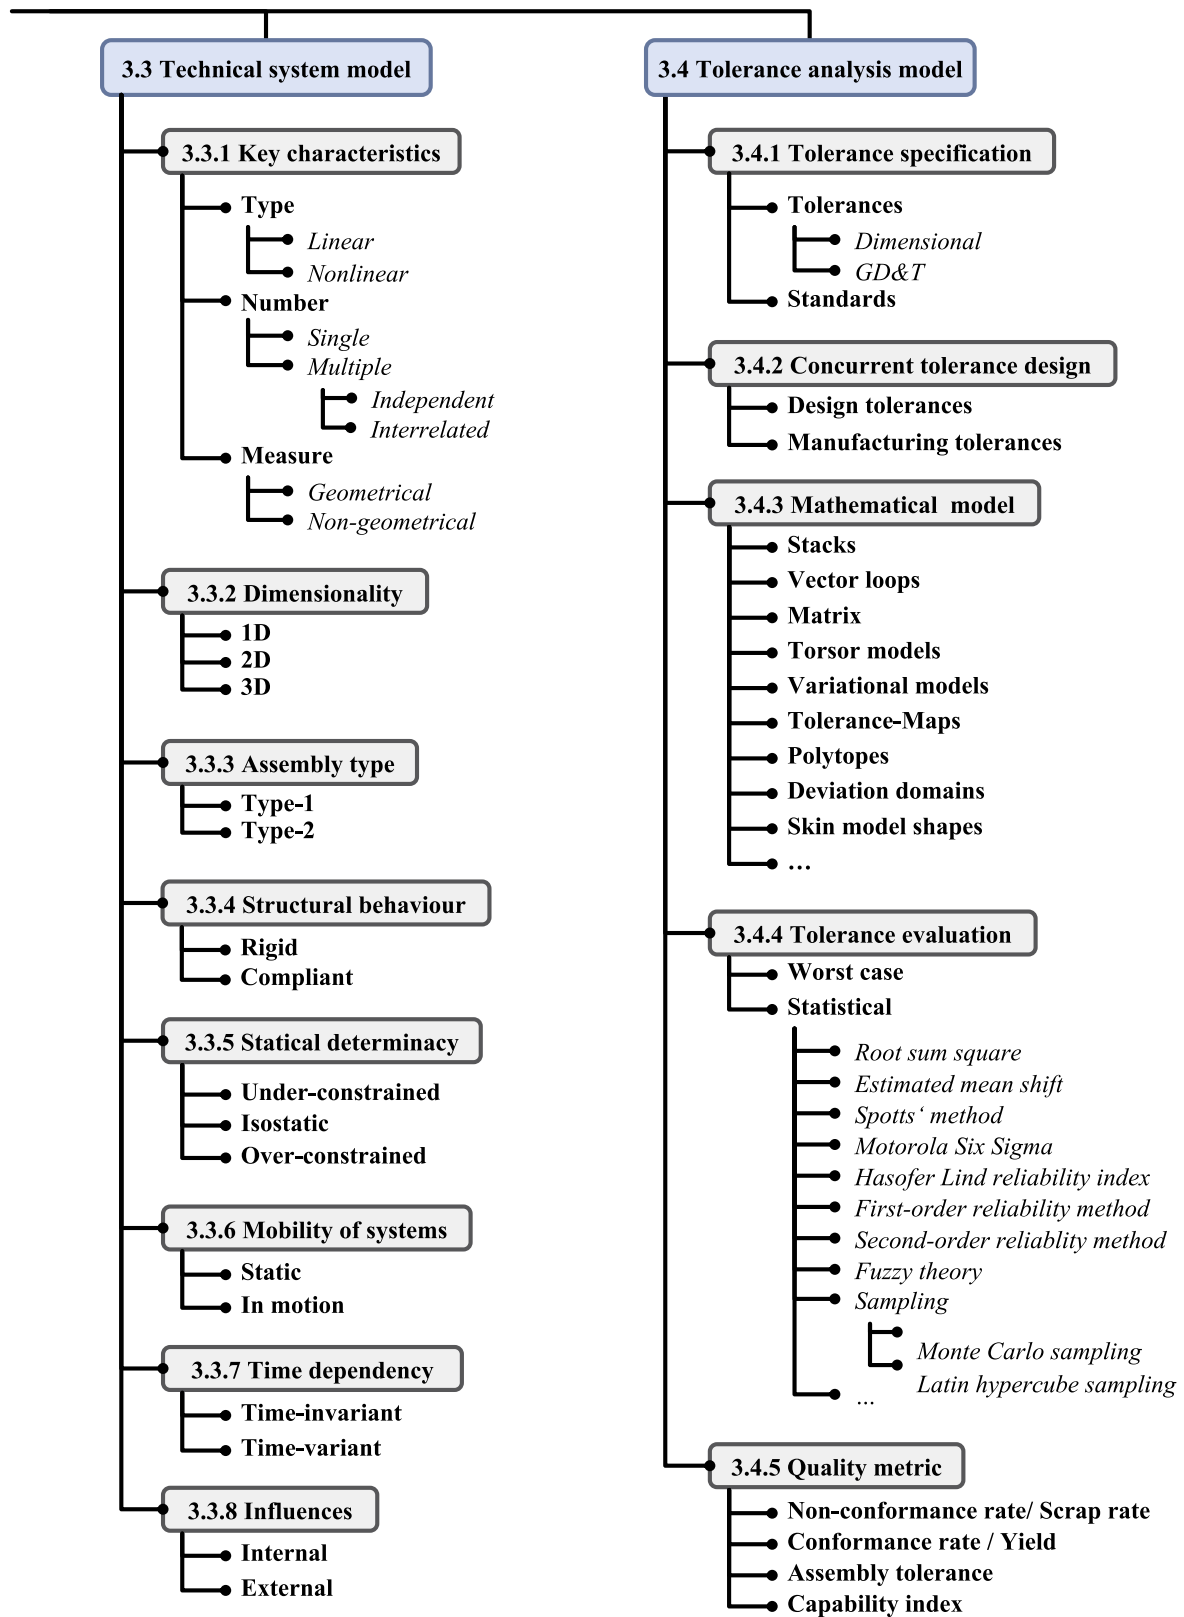 3.3 Technical system model
3.3.1 Key characteristics
Type
Linear
Nonlinear
Number
Single
Multiple
Independent
Interrelated
Measure
Geometrical
Non-geometrical
3.3.2 Dimensionality
1D
2D
3D
3.3.3 Assembly type
Type-1
Type-2
3.3.4 Structural behaviour
Rigid
Compliant
3.3.5 Statical determinacy
Under-constrained
Isostatic
Over-constrained
3.3.6 Mobility of systems
Static
In motion
3.3.7 Time dependency
Time-invariant
Time-variant
3.3.8 Influences
Internal
External
3.4 Tolerance analysis model
3.4.1 Tolerance specification
Tolerances
Dimensional
GD&T
Standards
3.4.2 Concurrent tolerance design
Design tolerances
Manufacturing tolerances
3.4.3 Mathematical  model
Stacks
Vector loops
Matrix
Torsor models
Variational models
Tolerance-Maps
Polytopes
Deviation domains
Skin model shapes
…
3.4.4 Tolerance evaluation
Worst case
Statistical
Root sum square
Estimated mean shift
Spotts‘ method
Motorola Six Sigma
Hasofer Lind reliability index
First-order reliability method
Second-order reliablity method
Fuzzy theory
Sampling
Monte Carlo sampling
Latin hypercube sampling
…
3.4.5 Quality metric
Non-conformance rate/ Scrap rate
Conformance rate / Yield
Assembly tolerance
Capability index